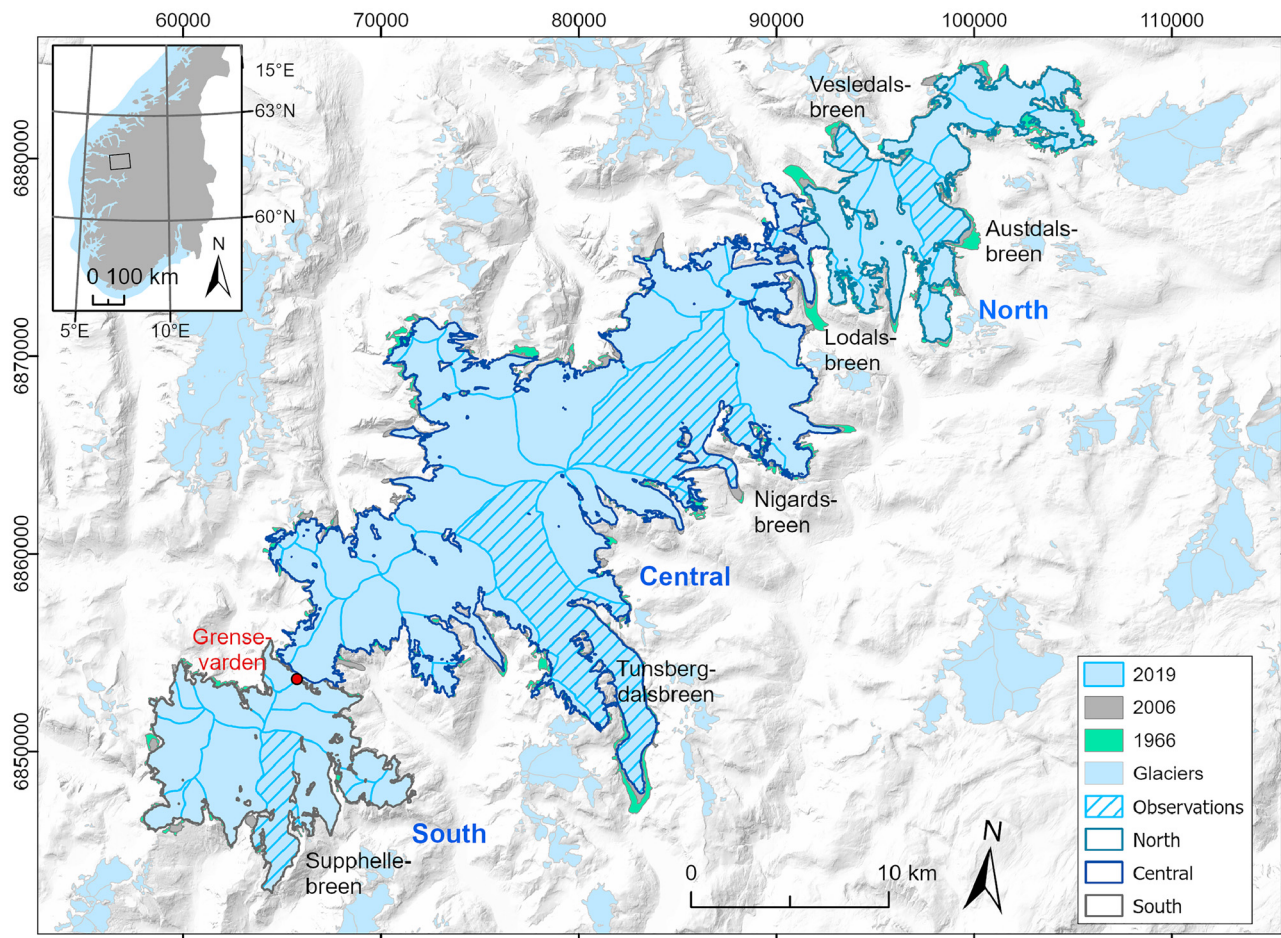 60000
70000
80000
90000
100000
110000
15°E
63°N
60°N
N
0 100 km
5°E
10°E
6880000
6870000
6860000
6850000
Vesledals-
breen
Austdals-
breen
North
Lodals-
breen
Nigards-
breen
Central
Grense-
varden
Tunsberg-
dalsbreen
South
Supphelle-
breen
0
10 km
N
2019
2006
1966
Glaciers
Observations
North
Central
South